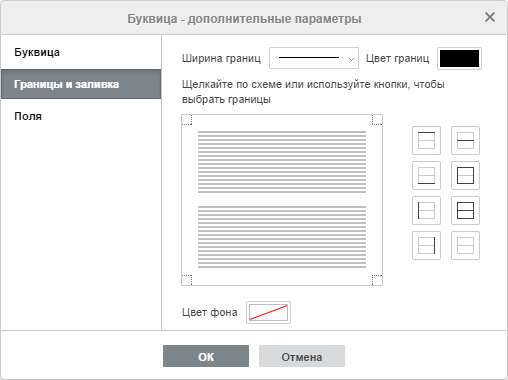 Буквица - дополнительные параметры
Буквица
Границы и заливка
Поля
Ширина границ
Цвет границ
Щелкайте по схеме или используйте кнопки, чтобы
выбрать границы
Цвет фона
ОК
Отмена